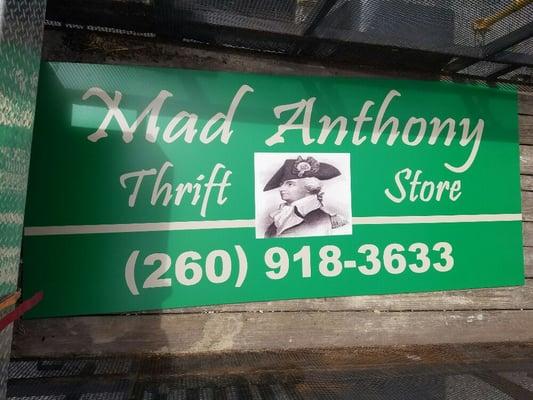 Mad Anthony
Thrift Store
(260) 918-3633